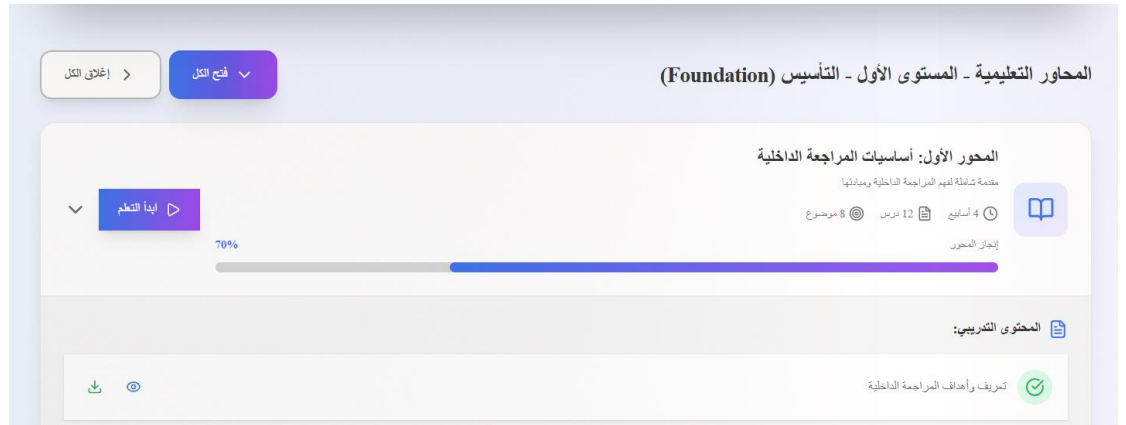 المحاور التعليمية - المستوى الأول - التأسيس (Foundation)
فتح الكل
إغلاق الكل
المحور الأول: أساسيات المراجعة الداخلية
مقدمة شاملة لفهم المراجعة الداخلية ومبادئها
4 أسابيع 12 درس 8 موضوع
ابدأ التعلم
إنجاز المحور 70%
المحتوى التدريبي:
تعريف وأهداف المراجعة الداخلية